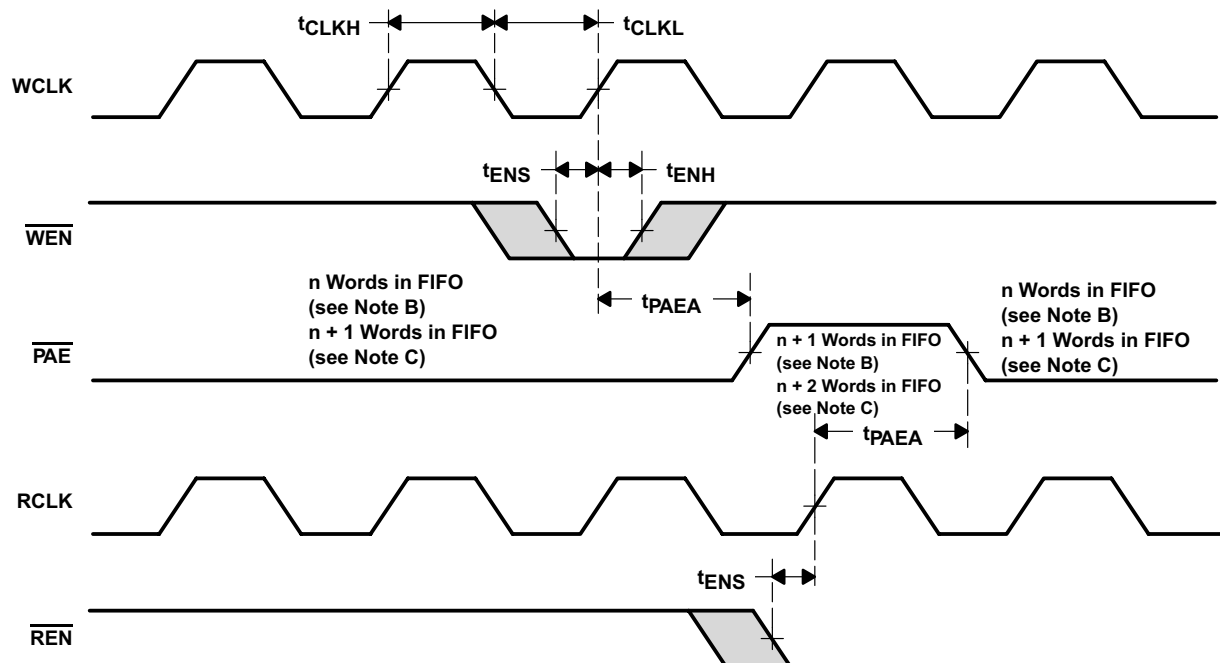 tCLKH
tCLKL
WCLK
tENS
tENH
WEN
n Words in FIFO
(see Note B)
n + 1 Words in FIFO
(see Note C)
tPAEA
n Words in FIFO
(see Note B)
n + 1 Words in FIFO
(see Note C)
PAE
n + 1 Words in FIFO
(see Note B)
n + 2 Words in FIFO
(see Note C)
tPAEA
RCLK
tENS
REN